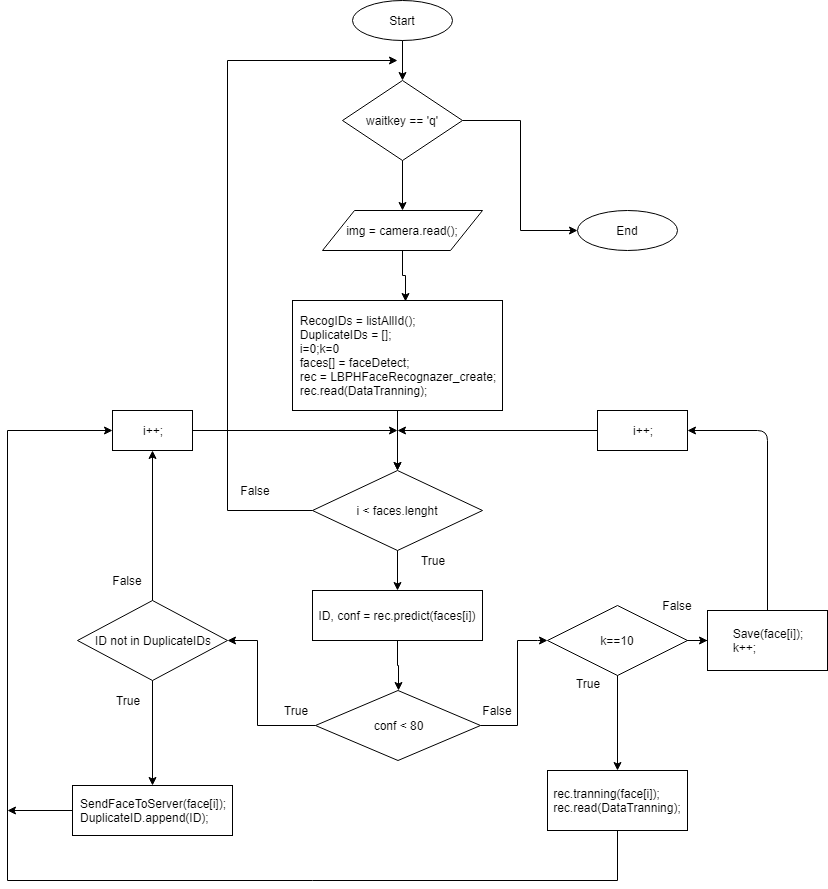 Start
waitkey == 'q'
img = camera.read();
End
RecogIDs = listAllId();
DuplicateIDs = [];
i=0;k=0
faces[] = faceDetect;
rec = LBPHFaceRecognazer_create;
rec.read(DataTranning);
i++;
i++;
False
i < faces.lenght
True
False
ID, conf = rec.predict(faces[i])
False
Save(face[i]);
k++;
ID not in DuplicateIDs
k==10
True
True
True
False
conf < 80
SendFaceToServer(face[i]);
DuplicateID.append(ID);
rec.tranning(face[i]);
rec.read(DataTranning);